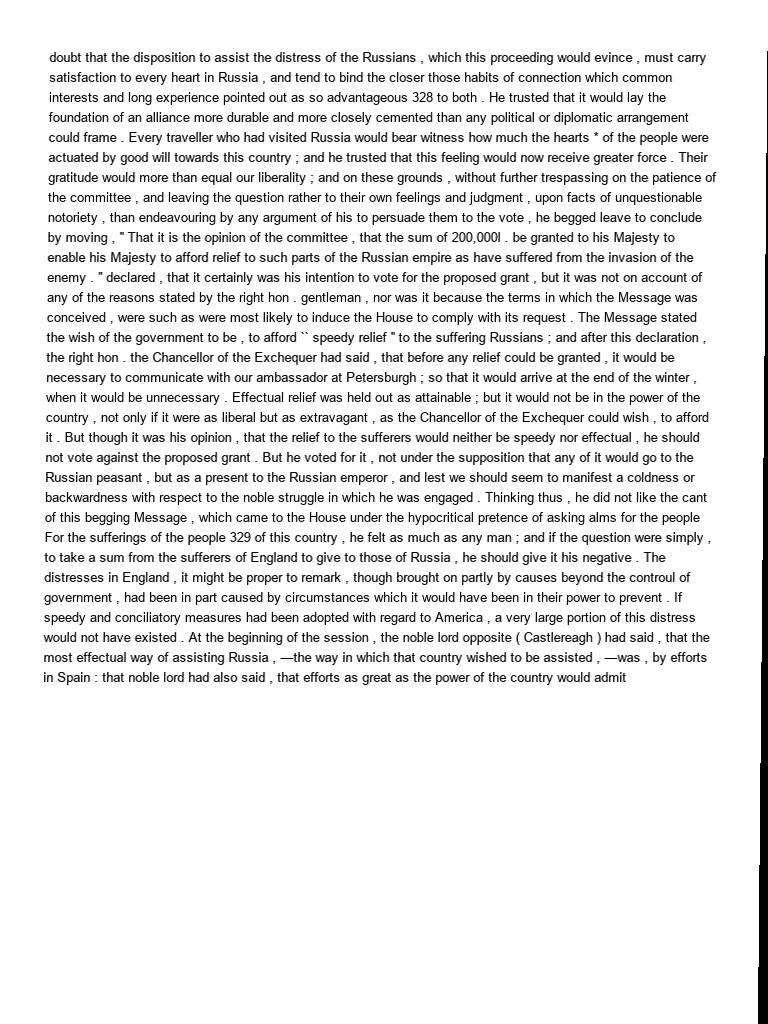 doubt that the disposition to assist the distress of the Russians , which this proceeding would evince , must carry
satisfaction to every heart in Russia , and tend to bind the closer those habits of connection which common
interests and long experience pointed out as so advantageous 328 to both . He trusted that it would lay the
foundation of an alliance more durable and more closely cemented than any political or diplomatic arrangement
could frame . Every traveller who had visited Russia would bear witness how much the hearts * of the people were
actuated by good will towards this country ; and he trusted that this feeling would now receive greater force . Their
gratitude would more than equal our liberality ; and on these grounds , without further trespassing on the patience of
the committee , and leaving the question rather to their own feelings and judgment , upon facts of unquestionable
notoriety , than endeavouring by any argument of his to persuade them to the vote , he begged leave to conclude
by moving , " That it is the opinion of the committee , that the sum of 200,000l . be granted to his Majesty to
enable his Majesty to afford relief to such parts of the Russian empire as have suffered from the invasion of the
enemy . " declared , that it certainly was his intention to vote for the proposed grant , but it was not on account of
any of the reasons stated by the right hon . gentleman , nor was it because the terms in which the Message was
conceived , were such as were most likely to induce the House to comply with its request . The Message stated
the wish of the government to be , to afford `` speedy relief " to the suffering Russians ; and after this declaration ,
the right hon . the Chancellor of the Exchequer had said , that before any relief could be granted , it would be
necessary to communicate with our ambassador at Petersburgh ; so that it would arrive at the end of the winter ,
when it would be unnecessary . Effectual relief was held out as attainable ; but it would not be in the power of the
country , not only if it were as liberal but as extravagant , as the Chancellor of the Exchequer could wish , to afford
it . But though it was his opinion , that the relief to the sufferers would neither be speedy nor effectual , he should
not vote against the proposed grant . But he voted for it , not under the supposition that any of it would go to the
Russian peasant , but as a present to the Russian emperor , and lest we should seem to manifest a coldness or
backwardness with respect to the noble struggle in which he was engaged . Thinking thus , he did not like the cant
of this begging Message , which came to the House under the hypocritical pretence of asking alms for the people
For the sufferings of the people 329 of this country , he felt as much as any man ; and if the question were simply ,
to take a sum from the sufferers of England to give to those of Russia , he should give it his negative . The
distresses in England , it might be proper to remark , though brought on partly by causes beyond the controul of
government , had been in part caused by circumstances which it would have been in their power to prevent . If
speedy and conciliatory measures had been adopted with regard to America , a very large portion of this distress
would not have existed . At the beginning of the session , the noble lord opposite ( Castlereagh ) had said , that the
most effectual way of assisting Russia , —the way in which that country wished to be assisted , —was , by efforts
in Spain : that noble lord had also said , that efforts as great as the power of the country would admit